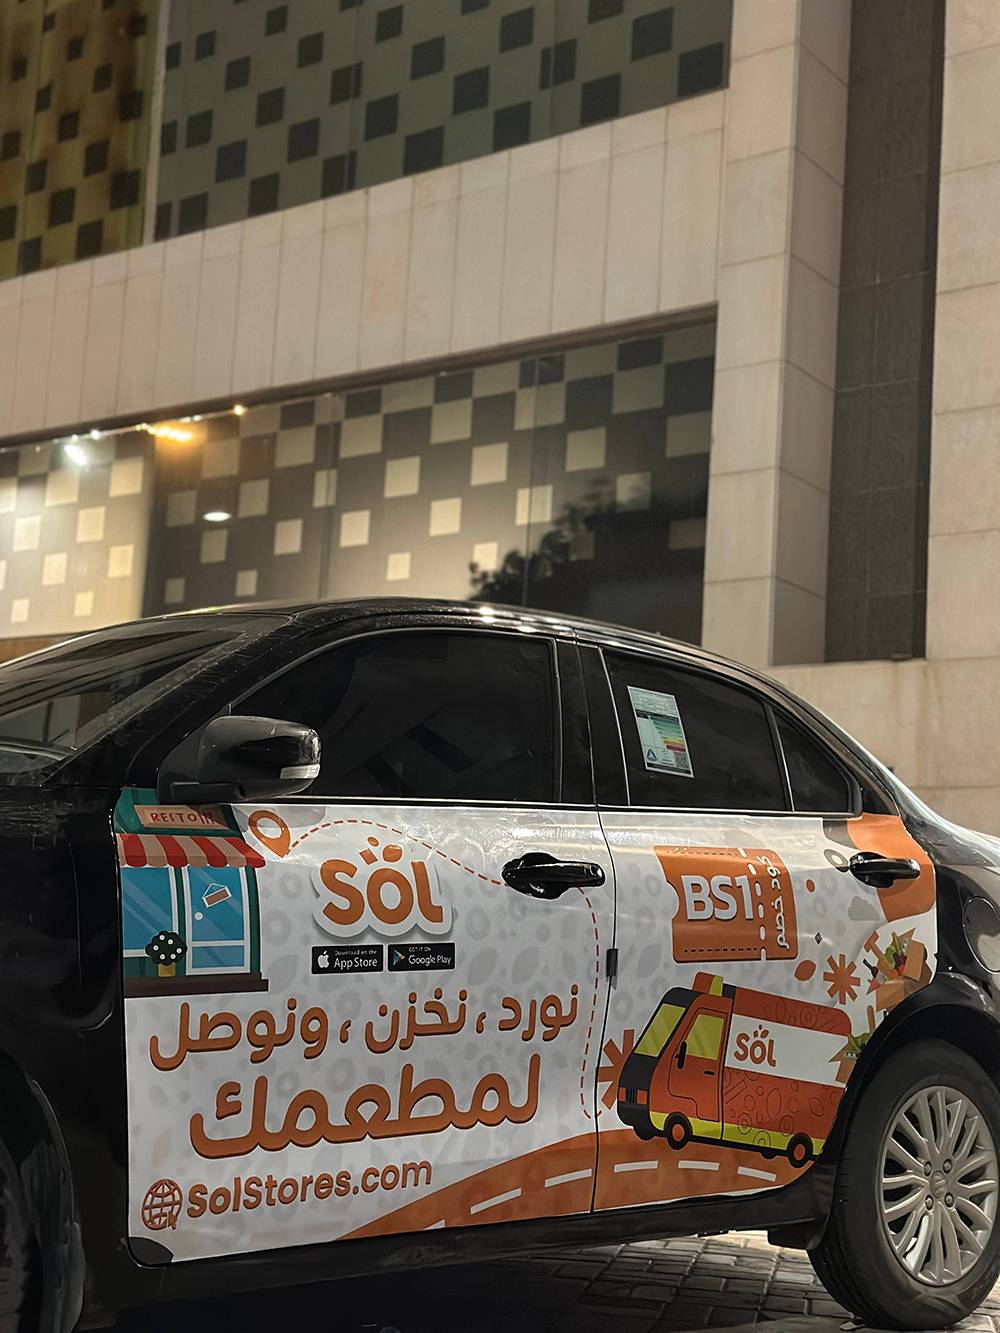 RESTO
SOL
Download on the
App Store
GET IT ON
Google Play
نورد، نخزن، ونوصل
لمطعمك
SolStores.com
BS1
كود خصم
SOL